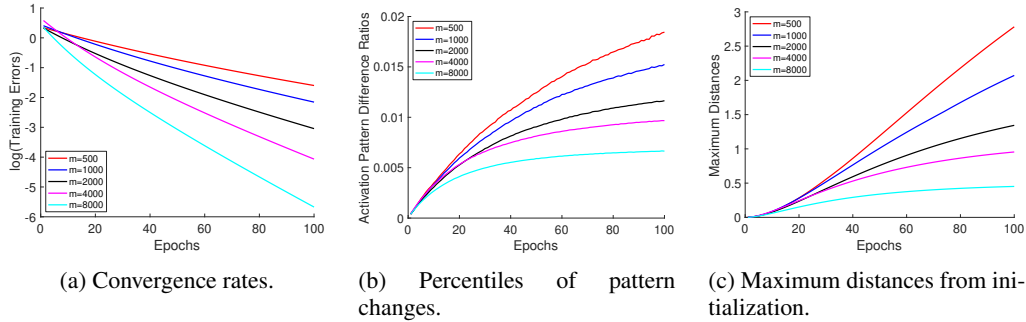 1
0
-1
-2
-3
-4
-5
-6
log(Training Errors)
m=500
m=1000
m=2000
m=4000
m=8000
0 20 40 60 80 100
Epochs
(a) Convergence rates.
0.02
0.015
0.01
0.005
0
Activation Pattern Difference Ratios
m=500
m=1000
m=2000
m=4000
m=8000
0 20 40 60 80 100
Epochs
(b) Percentiles of pattern
changes.
3
2.5
2
1.5
1
0.5
0
Maximum Distances
m=500
m=1000
m=2000
m=4000
m=8000
0 20 40 60 80 100
Epochs
(c) Maximum distances from ini-
tialization.